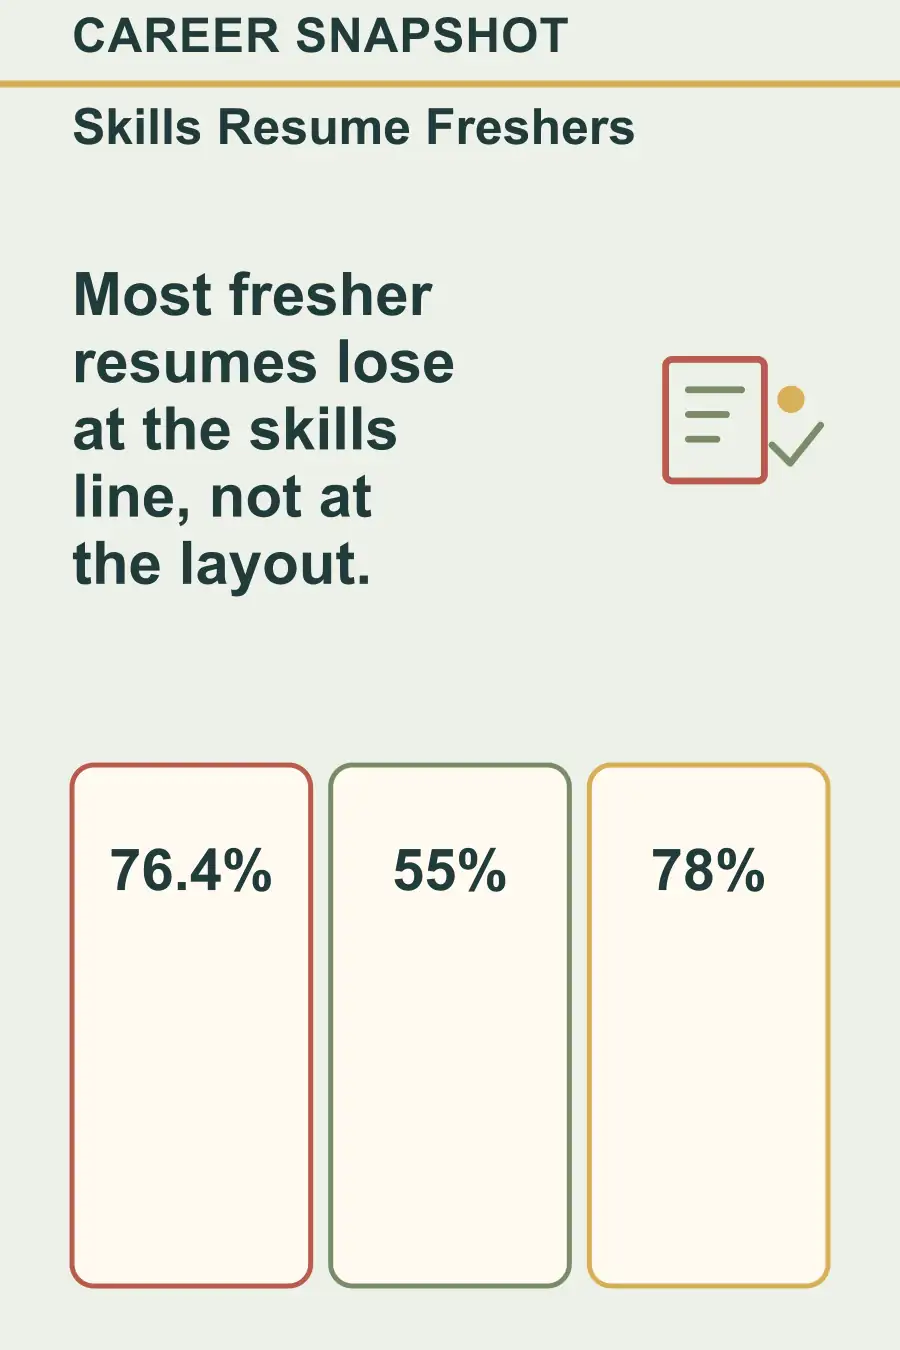 CAREER SNAPSHOT
Skills Resume Freshers
Most fresher
resumes lose
at the skills
line, not at
the layout.
76.4%
55%
78%